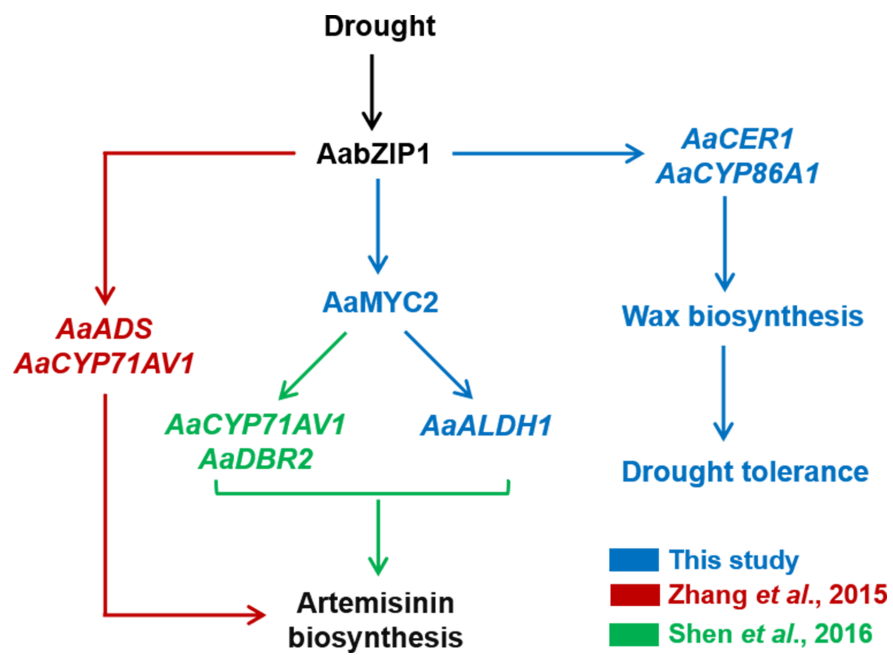 Drought
AabZIP1
AaCER1
AaCYP86A1
AaMYC2
Wax biosynthesis
AaADS
AaCYP71AV1
AaCYP71AV1
AaDBR2
AaALDH1
Drought tolerance
Artemisinin
biosynthesis
This study
Zhang et al., 2015
Shen et al., 2016